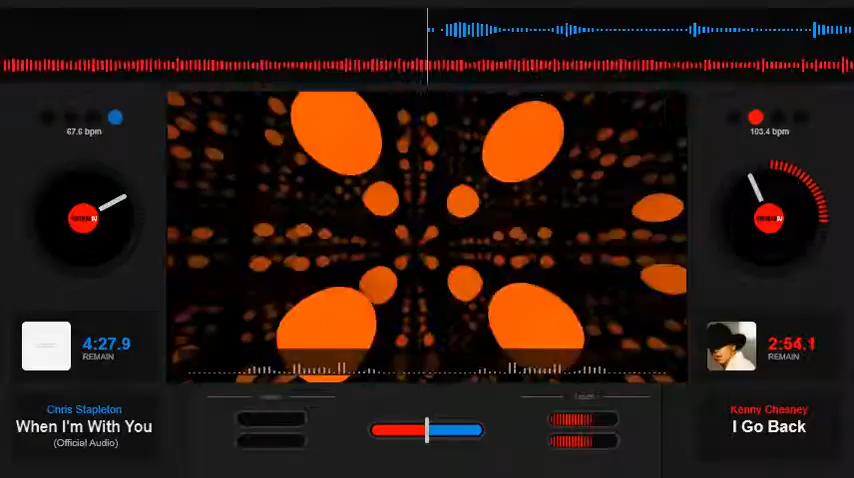 67.6 bpm
103.4 bpm
4:27.9
REMAIN
2:54.1
REMAIN
Chris Stapleton
When I'm With You
(Official Audio)
Kenny Chesney
I Go Back